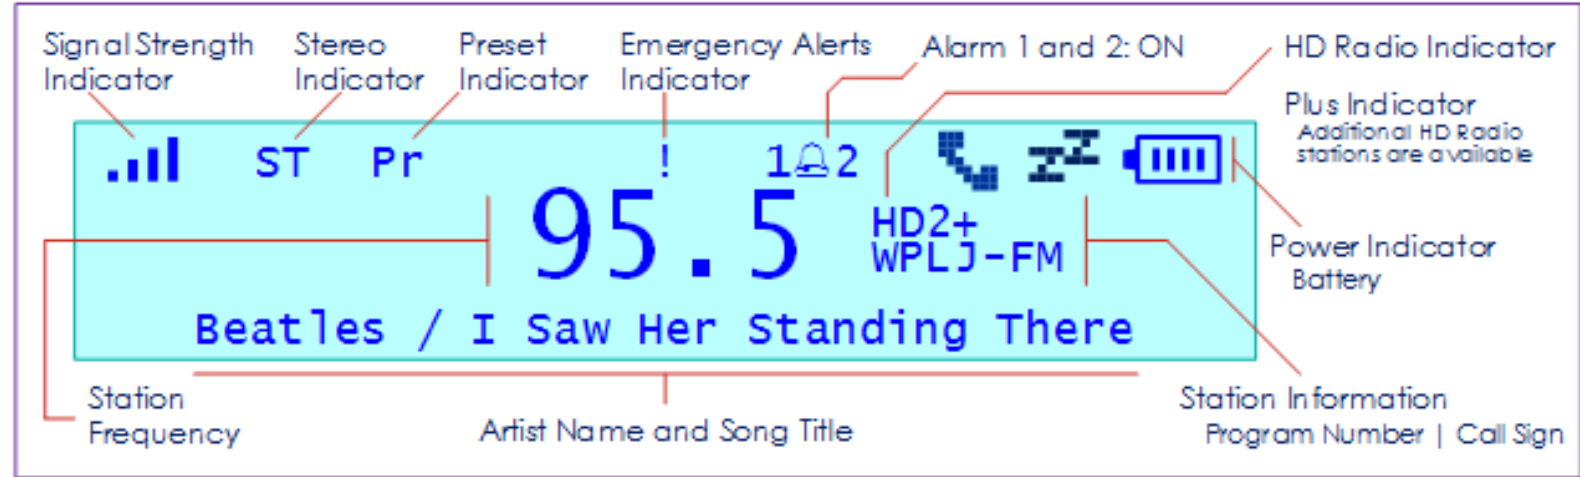 Signal Strength
Indicator
Stereo
Indicator
Preset
Indicator
Emergency Alerts
Indicator
Alarm 1 and 2: ON
HD Radio Indicator
Plus Indicator
Additional HD Radio
stations are available
ST Pr ! 1 2
zZ
95.5
HD2+
WPLJ-FM
Power Indicator
Battery
Beatles / I Saw Her Standing There
Station
Frequency
Artist Name and Song Title
Station Information
Program Number | Call Sign